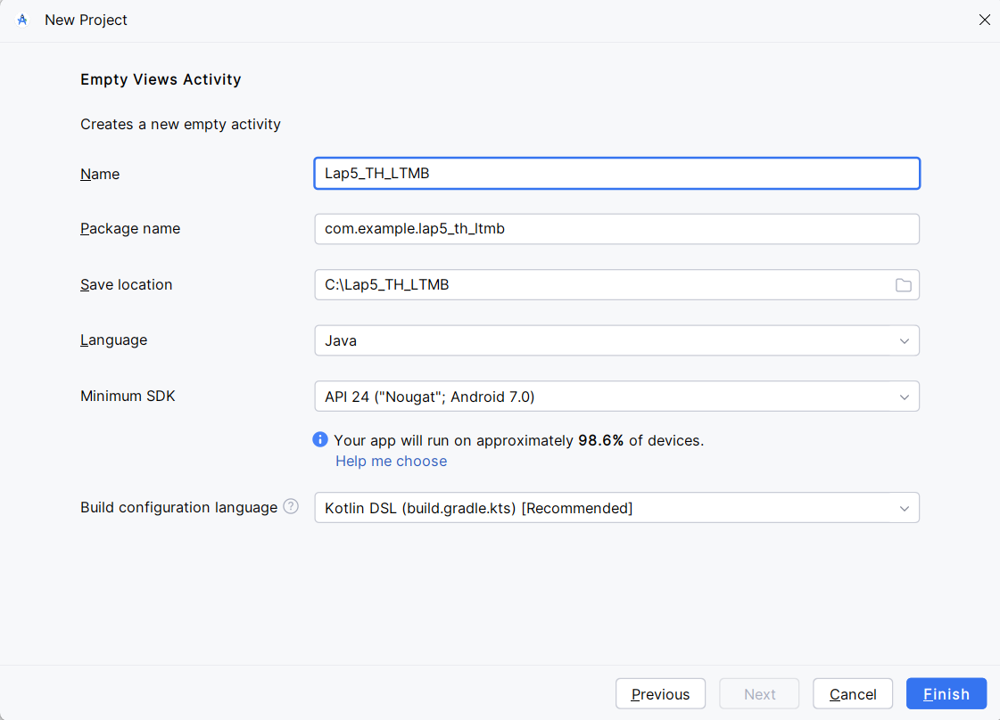 New Project
Empty Views Activity
Creates a new empty activity
Name Lap5_TH_LTMB
Package name com.example.lap5_th_ltmb
Save location C:\Lap5_TH_LTMB
Language Java
Minimum SDK API 24 ("Nougat"; Android 7.0)
Your app will run on approximately 98.6% of devices.
Help me choose
Build configuration language ? Kotlin DSL (build.gradle.kts) [Recommended]
Previous Next Cancel Finish